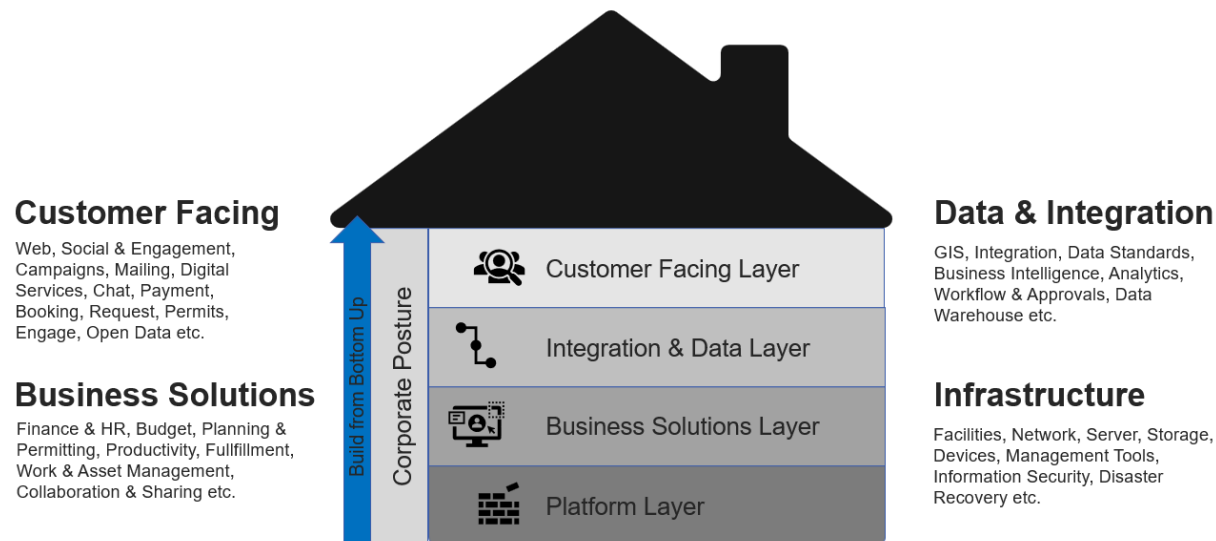 Customer Facing
Web, Social & Engagement,
Campaigns, Mailing, Digital
Services, Chat, Payment,
Booking, Request, Permits,
Engage, Open Data etc.
Business Solutions
Finance & HR, Budget, Planning &
Permitting, Productivity, Fullfillment,
Work & Asset Management,
Collaboration & Sharing etc.
Build from Bottom Up
Corporate Posture
Customer Facing Layer
Integration & Data Layer
Business Solutions Layer
Platform Layer
Data & Integration
GIS, Integration, Data Standards,
Business Intelligence, Analytics,
Workflow & Approvals, Data
Warehouse etc.
Infrastructure
Facilities, Network, Server, Storage,
Devices, Management Tools,
Information Security, Disaster
Recovery etc.